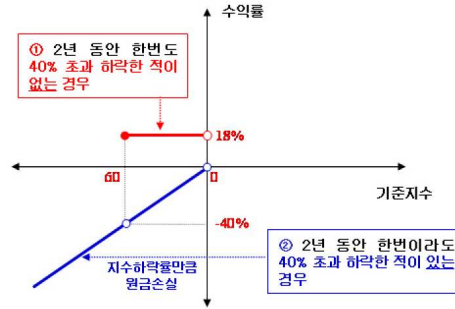 수익률
① 2년 동안 한번도
40% 초과 하락한 적이
없는 경우
18%
60
0
기준지수
-40%
② 2년 동안 한번이라도
40% 초과 하락한 적이 있는
경우
지수하락률만큼
원금손실